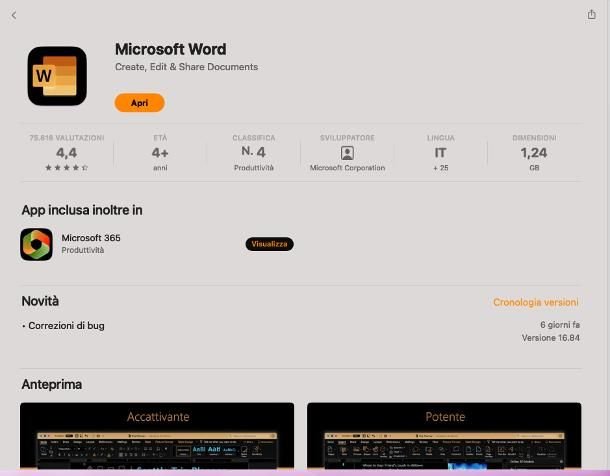 Microsoft Word
Create, Edit & Share Documents
W
Apri
75.618 VALUTAZIONI
4,4
ETÀ
4+
anni
CLASSIFICA
N. 4
Produttività
SVILUPPATORE
Microsoft Corporation
LINGUA
IT
+ 25
DIMENSIONI
1,24
GB
App inclusa inoltre in
Microsoft 365
Produttività
Visualizza
Novità
Cronologia versioni
• Correzioni di bug
6 giorni fa
Versione 16.84
Anteprima
Accattivante
Potente